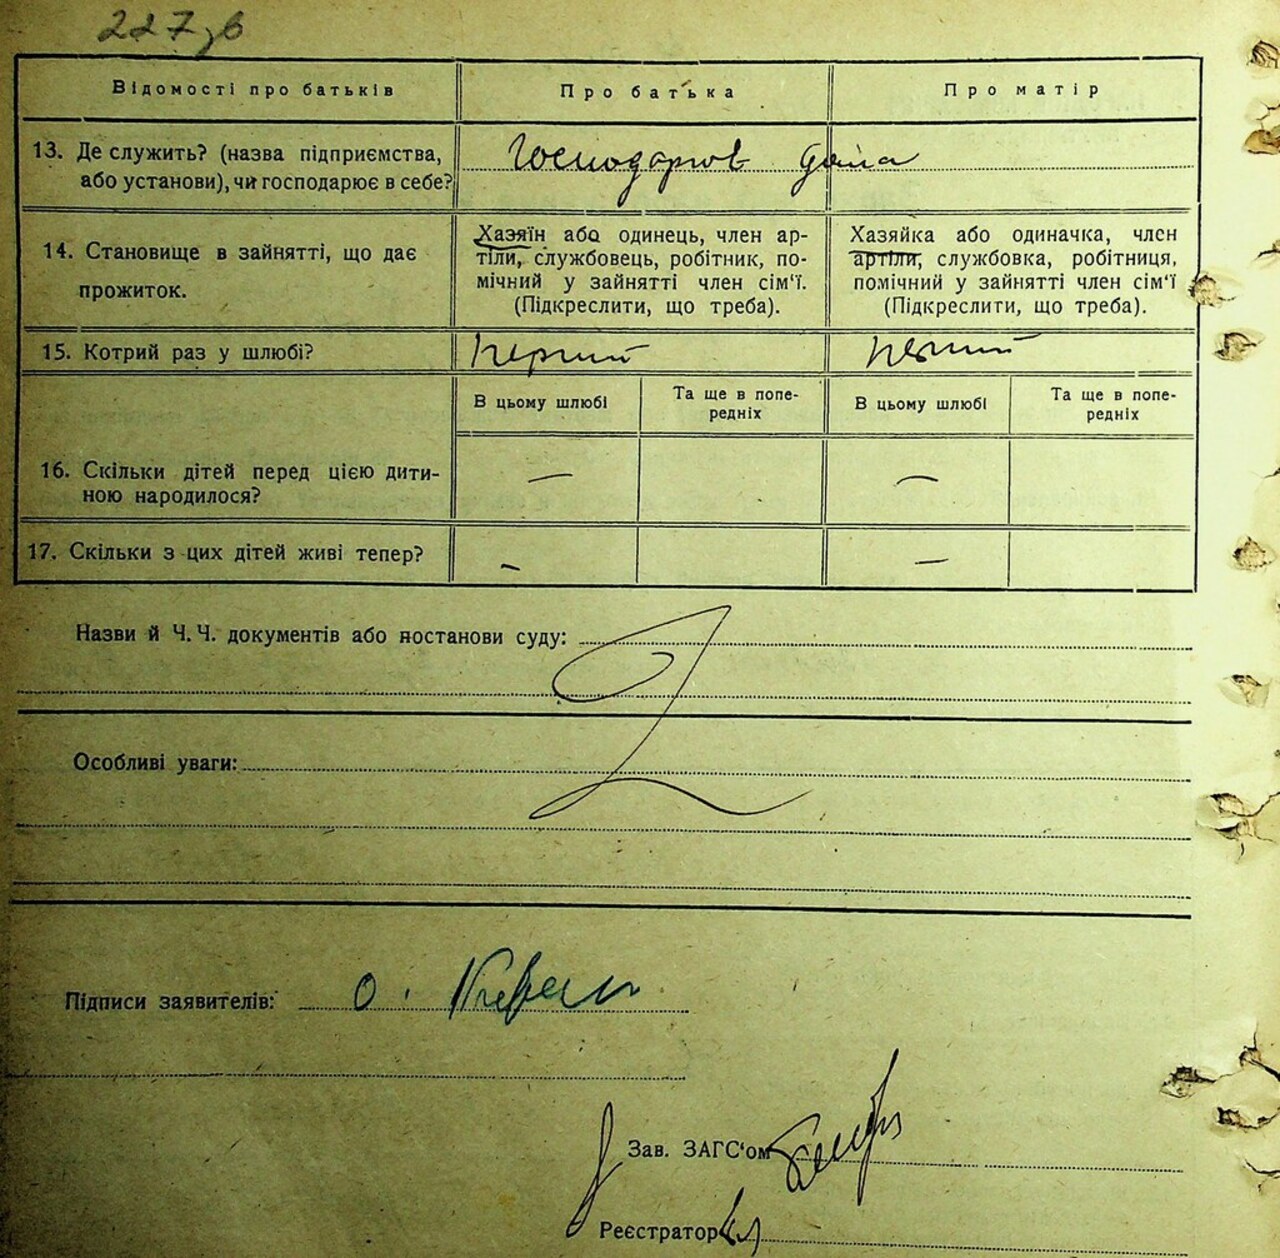 227 зв
Відомості про батьків Про батька Про матір
13. Де служить? (назва підприємства, або установи), чи господарює в себе? Господарюв дома
14. Становище в зайнятті, що дає прожиток.
Хазяїн або одинець, член ар-
тіли, службовець, робітник, по-
мічний у зайнятті член сім‘ї.
(Підкреслити, що треба).
Хазяйка або одиначка, член
артіли, службовка, робітниця,
помічний у зайнятті член сім‘ї
(Підкреслити, що треба).
15. Котрий раз у шлюбі? перший перший
В цьому шлюбі Та ще в попе-
редніх В цьому шлюбі Та ще в попе-
редніх
16. Скільки дітей перед цією дити-
ною народилося? — —
17. Скільки з цих дітей живі тепер? — —
Назви й Ч. Ч. документів або постанови суду:
Особливі уваги:
Підписи заявителів: О.
Зав. ЗАГС‘ом
Реєстратор